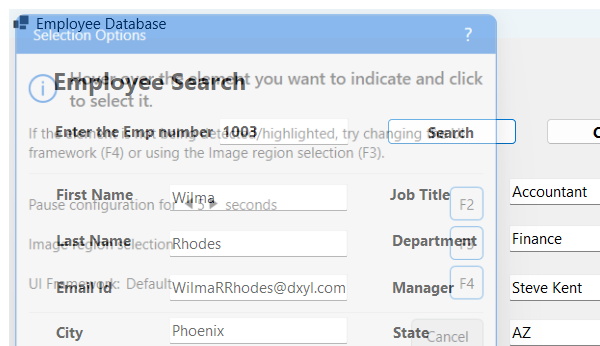 Employee Database
Selection Options ?
Hover over the element you want to indicate and click
to select it.
Employee Search
Enter the Emp number 1003 Search C
If the element is not being detected/highlighted, try changing the UI
framework (F4) or using the Image region selection (F3).
First Name Wilma Job Title Accountant
Pause configuration for 5 seconds F2
Last Name Rhodes Department Finance
Image region selection F3
UI Framework: Default F4
Email Id WilmaRRhodes@dxyl.com Manager Steve Kent
City Phoenix State AZ
Cancel